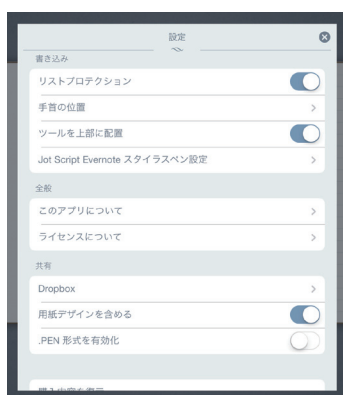 設定
書き込み
リストプロテクション
手首の位置
ツールを上部に配置
Jot Script Evernote スタイラスペン設定
全般
このアプリについて
ライセンスについて
共有
Dropbox
用紙デザインを含める
.PEN 形式を有効化